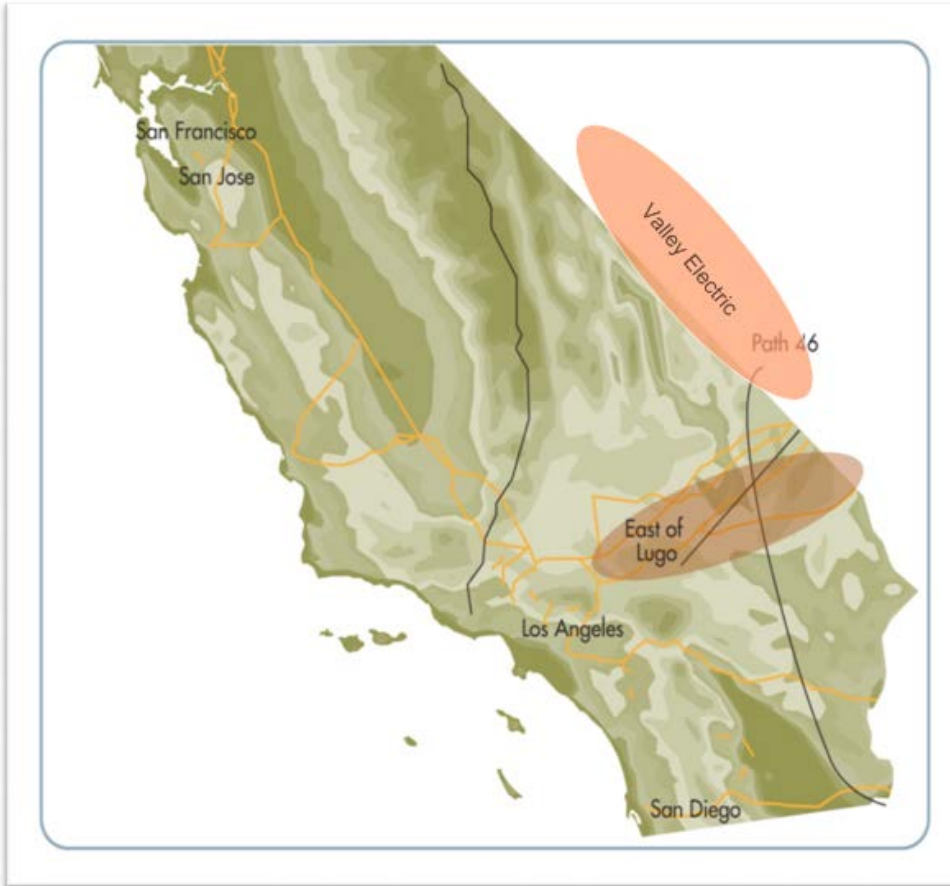 San Francisco
San Jose
Valley Electric
Path 46
East of
Lugo
Los Angeles
San Diego